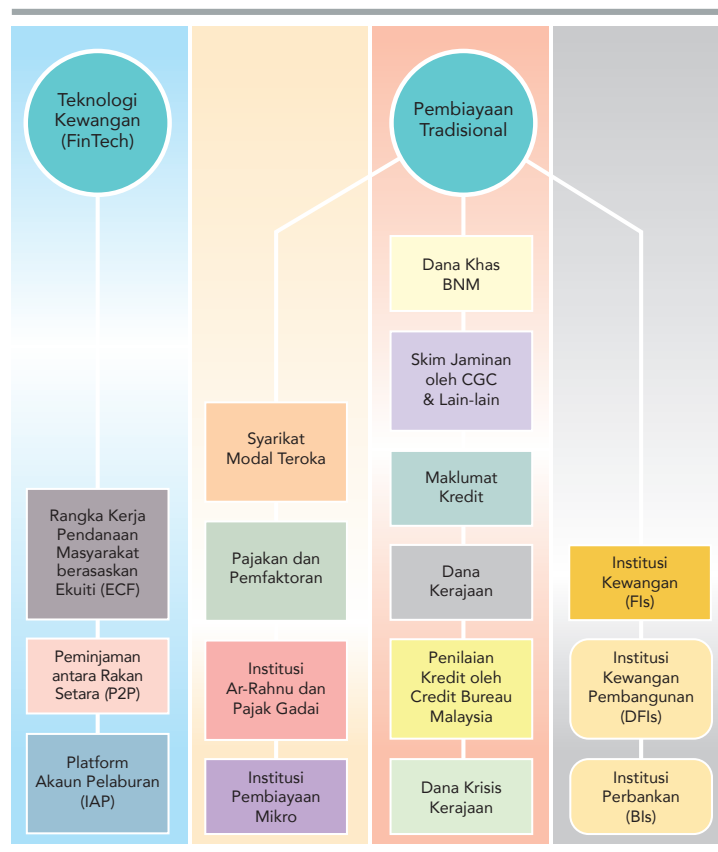 Teknologi
Kewangan
(FinTech)
Rangka Kerja
Pendanaan
Masyarakat
berasaskan
Ekuiti (ECF)
Peminjaman
antara Rakan
Setara (P2P)
Platform
Akaun Pelaburan
(IAP)
Pembiayaan
Tradisional
Syarikat
Modal Teroka
Pajakan dan
Pemfaktoran
Institusi
Ar-Rahnu dan
Pajak Gadai
Institusi
Pembiayaan
Mikro
Dana Khas
BNM
Skim Jaminan
oleh CGC
& Lain-lain
Maklumat
Kredit
Dana
Kerajaan
Penilaian
Kredit oleh
Credit Bureau
Malaysia
Dana Krisis
Kerajaan
Institusi
Kewangan
(FIs)
Institusi
Kewangan
Pembangunan
(DFIs)
Institusi
Perbankan
(BIs)